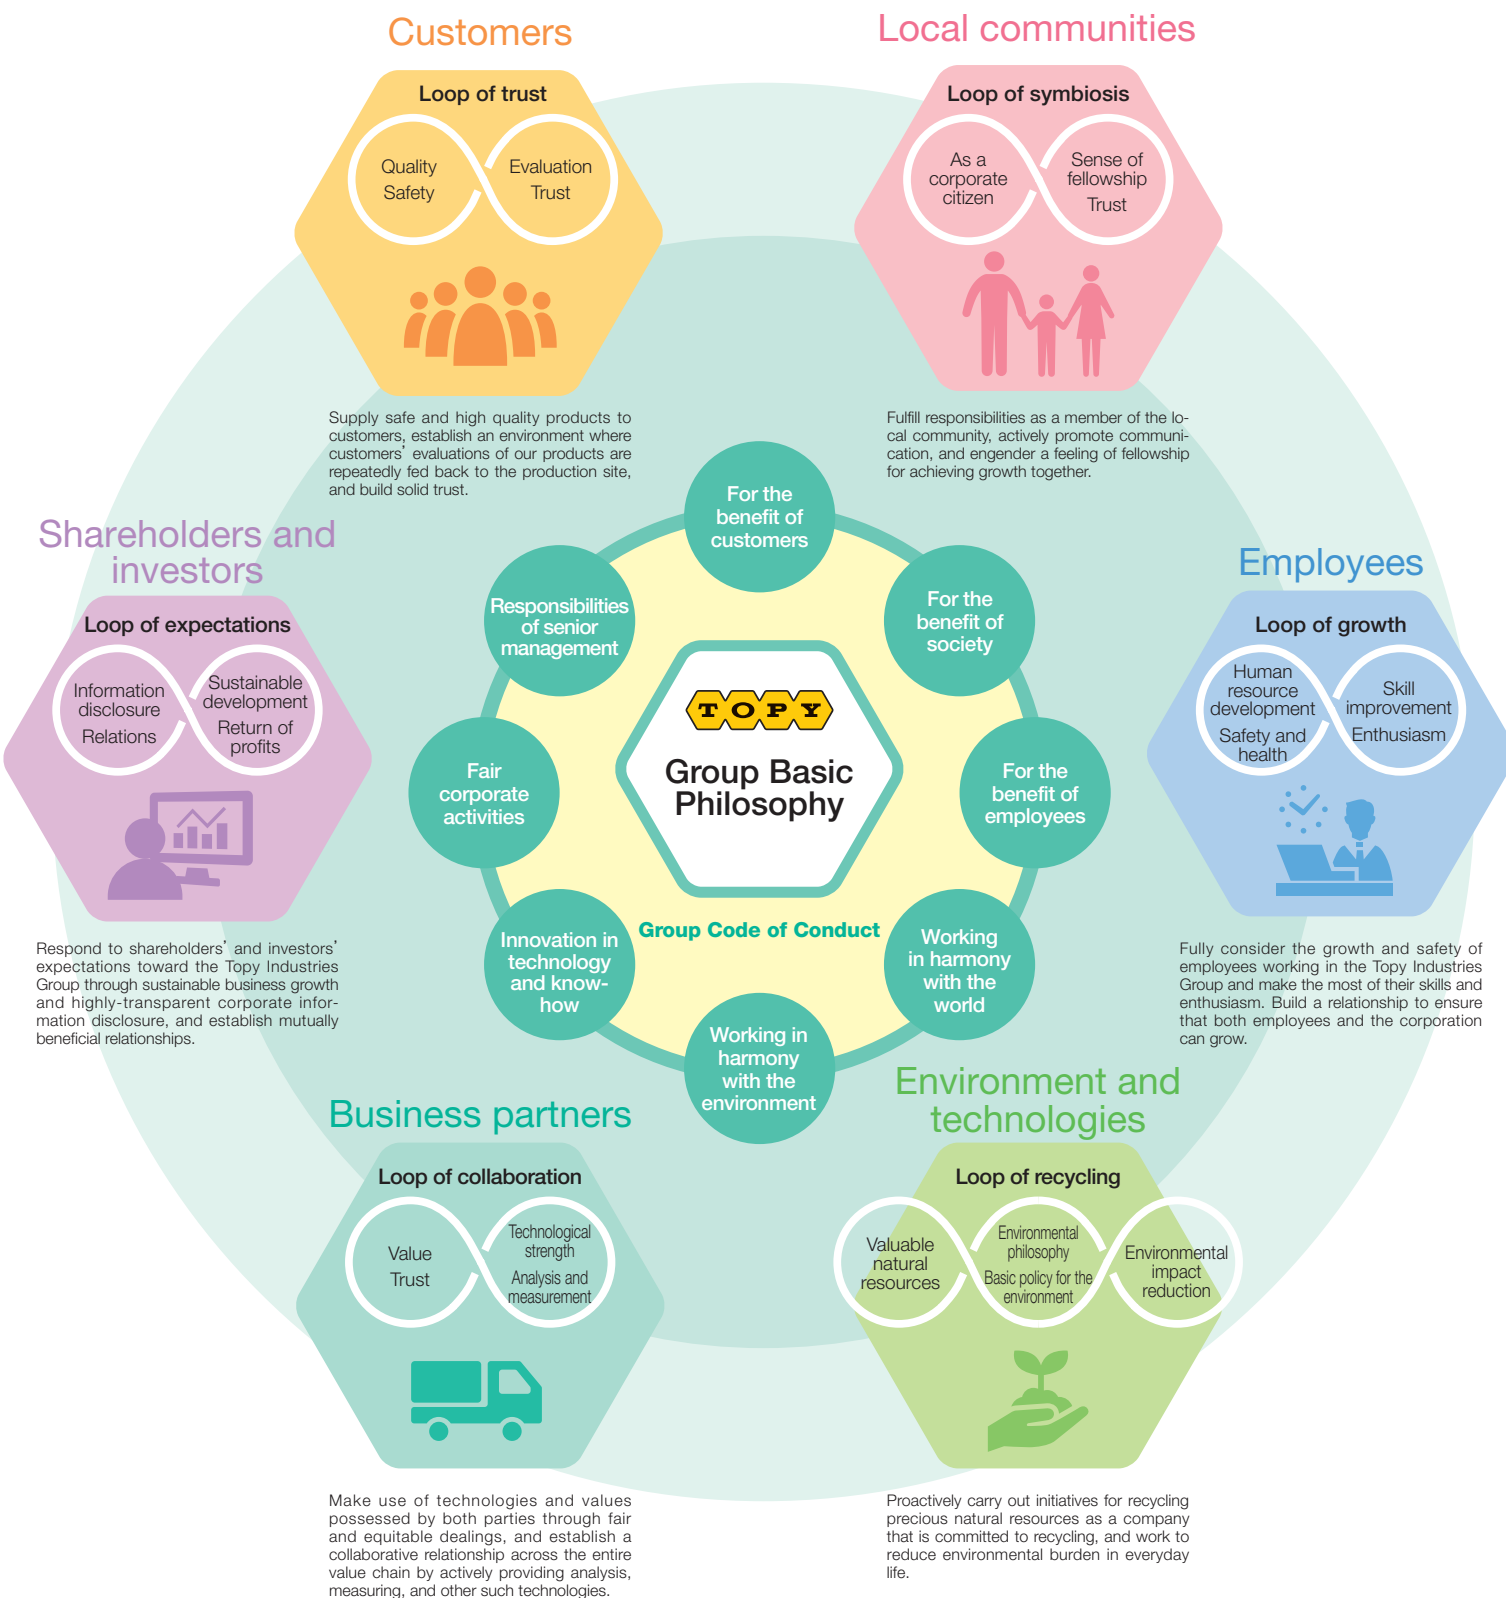 Customers
Loop of trust
Quality
Safety
Evaluation
Trust
Supply safe and high quality products to
customers, establish an environment where
customers’ evaluations of our products are
repeatedly fed back to the production site,
and build solid trust.
Local communities
Loop of symbiosis
As a
corporate
citizen
Sense of
fellowship
Trust
Fulfill responsibilities as a member of the lo-
cal community, actively promote communi-
cation, and engender a feeling of fellowship
for achieving growth together.
Shareholders and
investors
Loop of expectations
Information
disclosure
Relations
Sustainable
development
Return of
profits
Respond to shareholders’ and investors’
expectations toward the Topy Industries
Group through sustainable business growth
and highly-transparent corporate infor-
mation disclosure, and establish mutually
beneficial relationships.
For the
benefit of
customers
For the
benefit of
society
For the
benefit of
employees
Working
in harmony
with the
world
Working in
harmony
with the
environment
Innovation in
technology
and know-
how
Fair
corporate
activities
Responsibilities
of senior
management
TOPY
Group Basic
Philosophy
Group Code of Conduct
Employees
Loop of growth
Human
resource
development
Safety and
health
Skill
improvement
Enthusiasm
Fully consider the growth and safety of
employees working in the Topy Industries
Group and make the most of their skills and
enthusiasm. Build a relationship to ensure
that both employees and the corporation
can grow.
Business partners
Loop of collaboration
Value
Trust
Technological
strength
Analysis and
measurement
Make use of technologies and values
possessed by both parties through fair
and equitable dealings, and establish a
collaborative relationship across the entire
value chain by actively providing analysis,
measuring, and other such technologies.
Environment and
technologies
Loop of recycling
Valuable
natural
resources
Environmental
philosophy
Basic policy for the
environment
Environmental
impact
reduction
Proactively carry out initiatives for recycling
precious natural resources as a company
that is committed to recycling, and work to
reduce environmental burden in everyday
life.